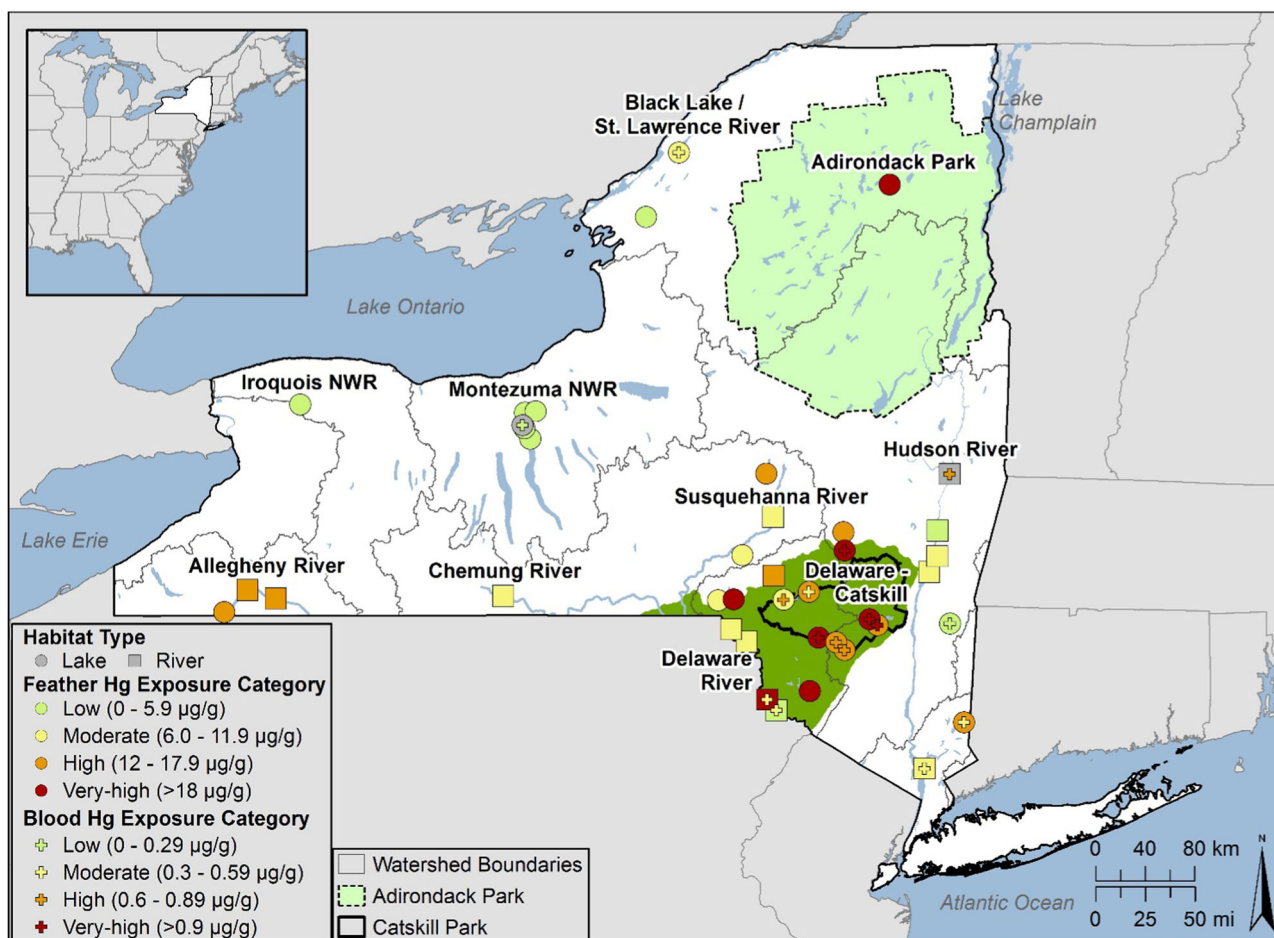 Black Lake /
St. Lawrence River
Lake
Champlain
Adirondack Park
Lake Ontario
Iroquois NWR
Montezuma NWR
Hudson River
Susquehanna River
Lake Erie
Allegheny River
Chemung River
Delaware -
Catskill
Delaware
River
Habitat Type
Lake River
Feather Hg Exposure Category
Low (0 - 5.9 µg/g)
Moderate (6.0 - 11.9 µg/g)
High (12 - 17.9 µg/g)
Very-high (>18 µg/g)
Blood Hg Exposure Category
Low (0 - 0.29 µg/g)
Moderate (0.3 - 0.59 µg/g)
High (0.6 - 0.89 µg/g)
Very-high (>0.9 µg/g)
Watershed Boundaries
Adirondack Park
Catskill Park
0 40 80 km
0 25 50 mi
N
Atlantic Ocean